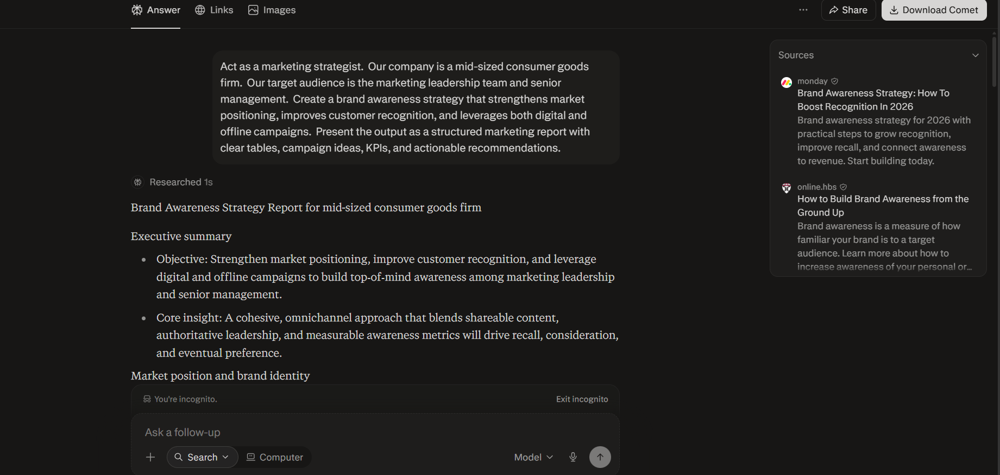 Answer
Links
Images
Share
Download Comet
Act as a marketing strategist.  Our company is a mid-sized consumer goods
firm.  Our target audience is the marketing leadership team and senior
management.  Create a brand awareness strategy that strengthens market
positioning, improves customer recognition, and leverages both digital and
offline campaigns.  Present the output as a structured marketing report with
clear tables, campaign ideas, KPIs, and actionable recommendations.
Researched 1s
Brand Awareness Strategy Report for mid-sized consumer goods firm
Executive summary
Objective: Strengthen market positioning, improve customer recognition, and leverage
digital and offline campaigns to build top-of-mind awareness among marketing leadership
and senior management.
Core insight: A cohesive, omnichannel approach that blends shareable content,
authoritative leadership, and measurable awareness metrics will drive recall, consideration,
and eventual preference.
Market position and brand identity
You're incognito.
Exit incognito
Ask a follow-up
Search
Computer
Model
Sources
monday
Brand Awareness Strategy: How To
Boost Recognition In 2026
Brand awareness strategy for 2026 with
practical steps to grow recognition,
improve recall, and connect awareness
to revenue. Start building today.
online.hbs
How to Build Brand Awareness from the
Ground Up
Brand awareness is a measure of how
familiar your brand is to a target
audience. Learn more about how to
increase awareness of your personal or...